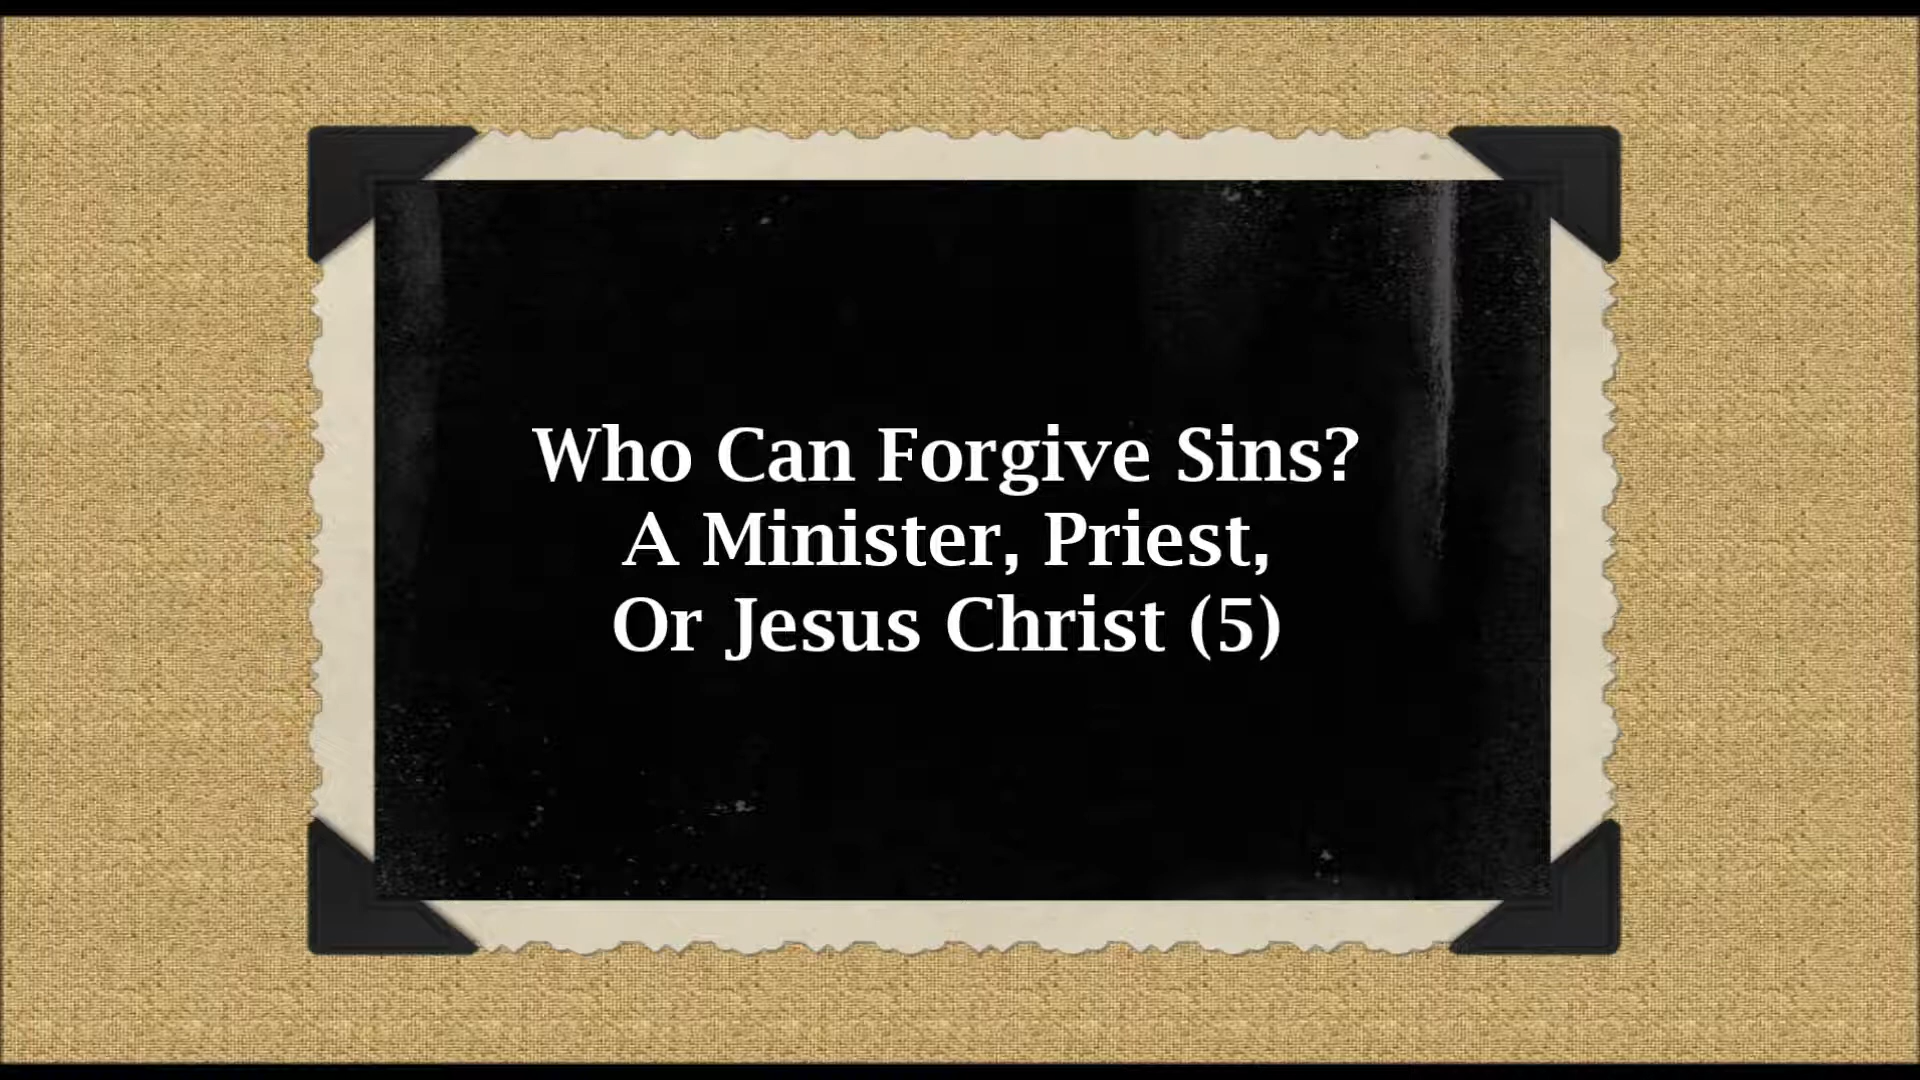 Who Can Forgive Sins?
A Minister, Priest,
Or Jesus Christ (5)